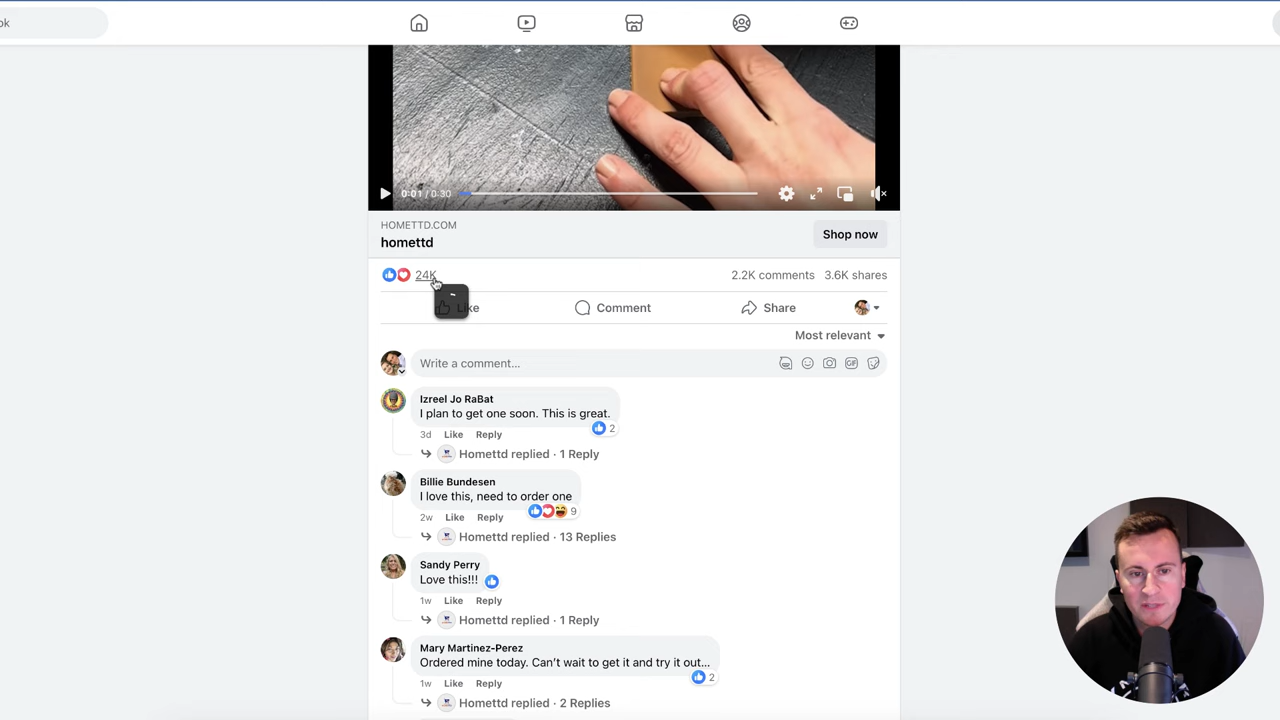 ok
0:01 / 0:30
HOMETTD.COM
homettd
Shop now
24K
2.2K comments 3.6K shares
Like
Comment
Share
Most relevant
Write a comment...
GIF
Izreel Jo RaBat
I plan to get one soon. This is great.
2
3d Like Reply
Homettd replied · 1 Reply
Billie Bundesen
I love this, need to order one
9
2w Like Reply
Homettd replied · 13 Replies
Sandy Perry
Love this!!!
1w Like Reply
Homettd replied · 1 Reply
Mary Martinez-Perez
Ordered mine today. Can't wait to get it and try it out...
2
1w Like Reply
Homettd replied · 2 Replies